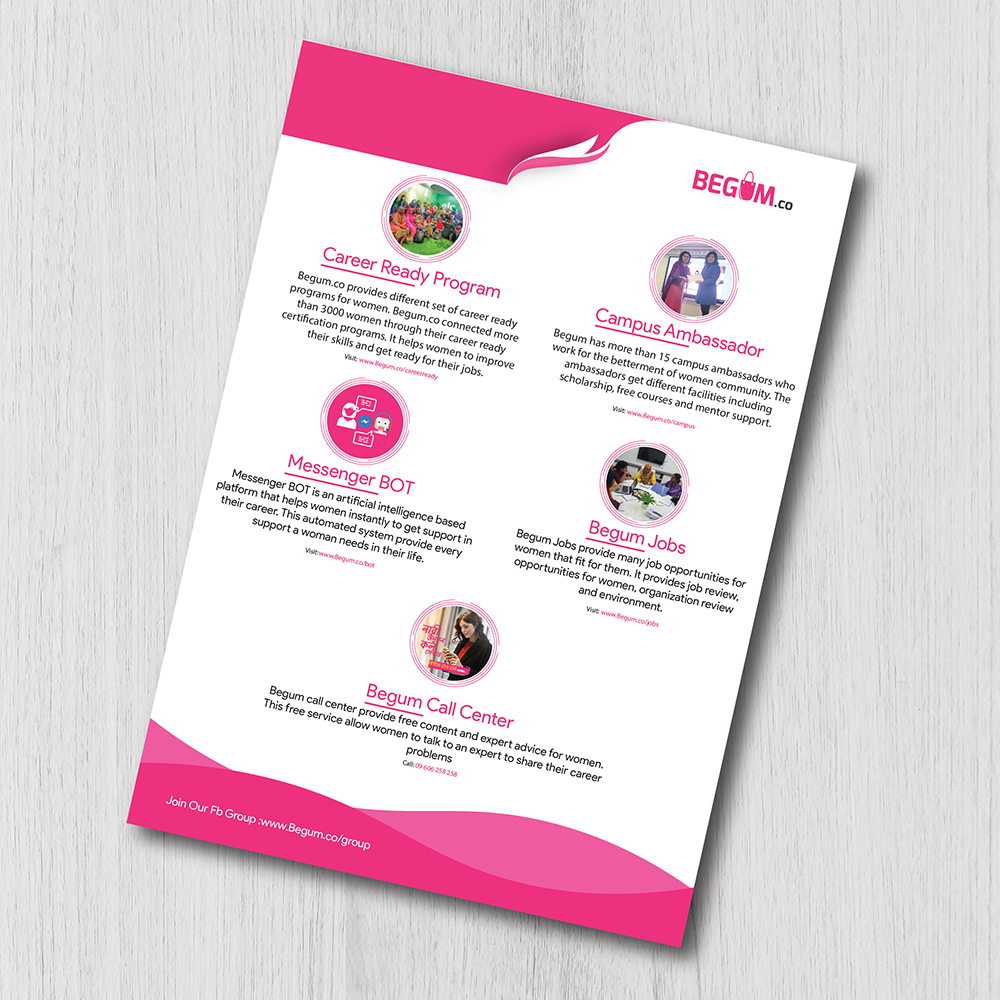 BEGUM.co
Career Ready Program
Begum.co provides different set of career ready
programs for women. Begum.co connected more
than 3000 women through their career ready
certification programs. It helps women to improve
their skills and get ready for their jobs.
Visit: www.Begum.co/careerready
Campus Ambassador
Begum has more than 15 campus ambassadors who
work for the betterment of women community. The
ambassadors get different facilities including
scholarship, free courses and mentor support.
Visit: www.Begum.co/campus
Messenger BOT
Messenger BOT is an artificial intelligence based
platform that helps women instantly to get support in
their career. This automated system provide every
support a woman needs in their life.
Visit:www.Begum.co/bot
Begum Jobs
Begum Jobs provide many job opportunities for
women that fit for them. It provides job review,
opportunities for women, organization review
and environment.
Visit: www.Begum.co/jobs
নারী
Begum Call Center
Begum call center provide free content and expert advice for women.
This free service allow women to talk to an expert to share their career
problems
Call: 09 606 258 258
Join Our Fb Group :www.Begum.co/group